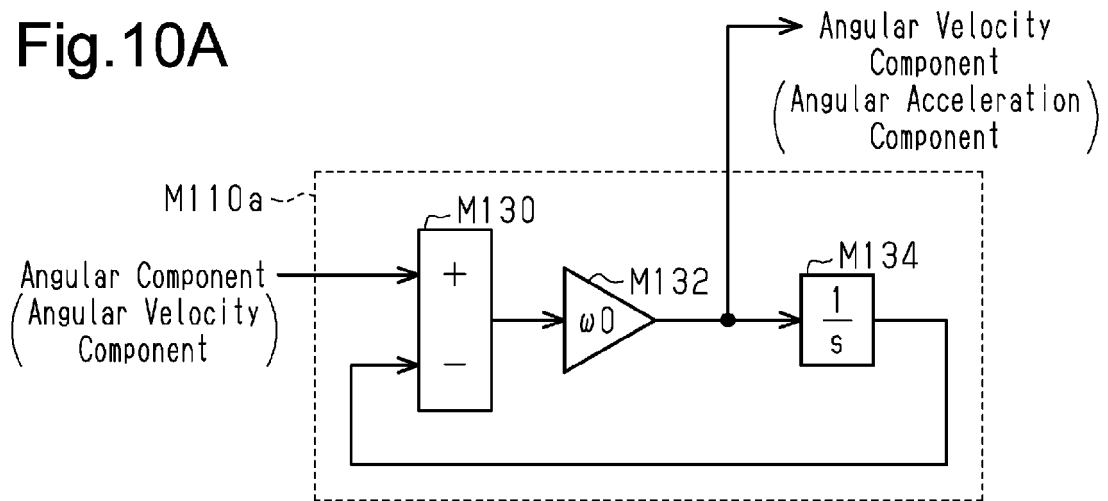 Fig.10A
Angular Velocity
Component
(Angular Acceleration
Component)
M110a
M130
Angular Component
(Angular Velocity
Component)
+
−
M132
ω0
M134
1
s